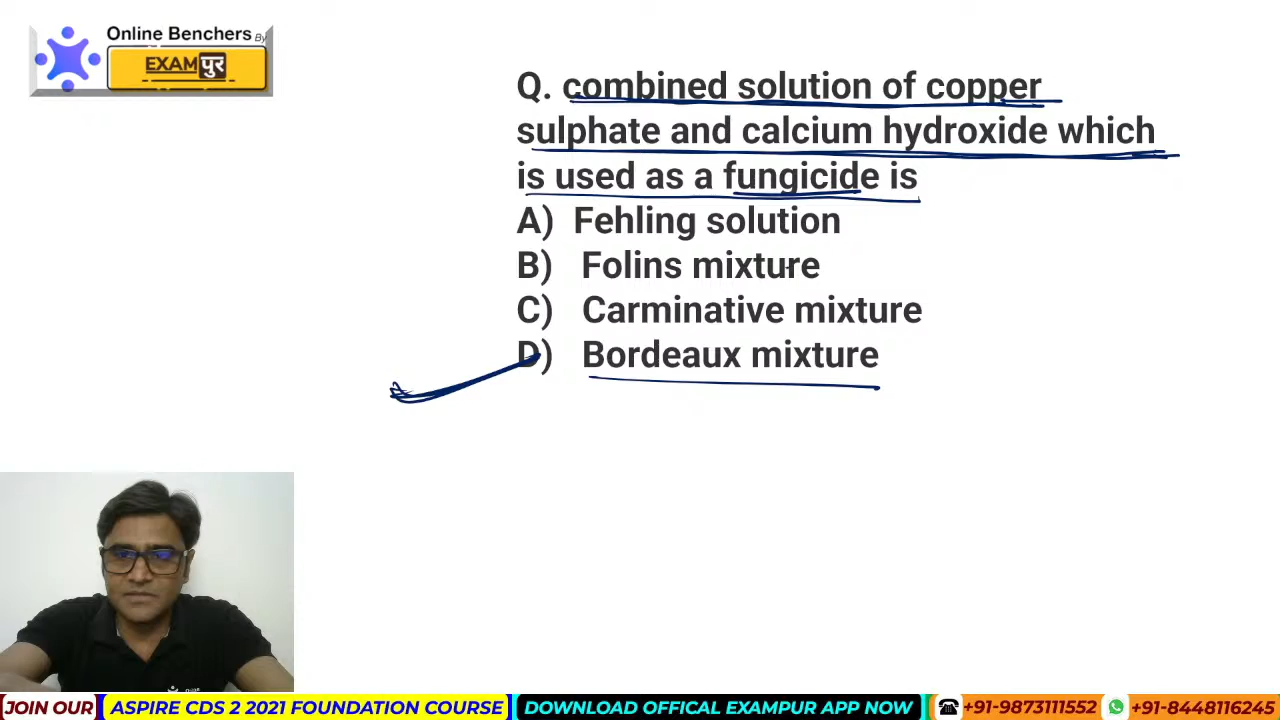 Online Benchers By
EXAMपुर
Q. combined solution of copper
sulphate and calcium hydroxide which
is used as a fungicide is
A) Fehling solution
B) Folins mixture
C) Carminative mixture
D) Bordeaux mixture
JOIN OUR ASPIRE CDS 2 2021 FOUNDATION COURSE DOWNLOAD OFFICAL EXAMPUR APP NOW +91-9873111552 +91-8448116245